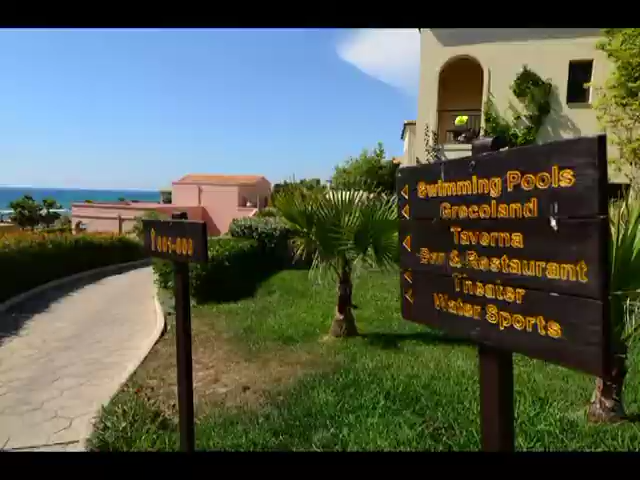 Swimming Pools
Grecoland
Taverna
Bar & Restaurant
Theater
Water Sports